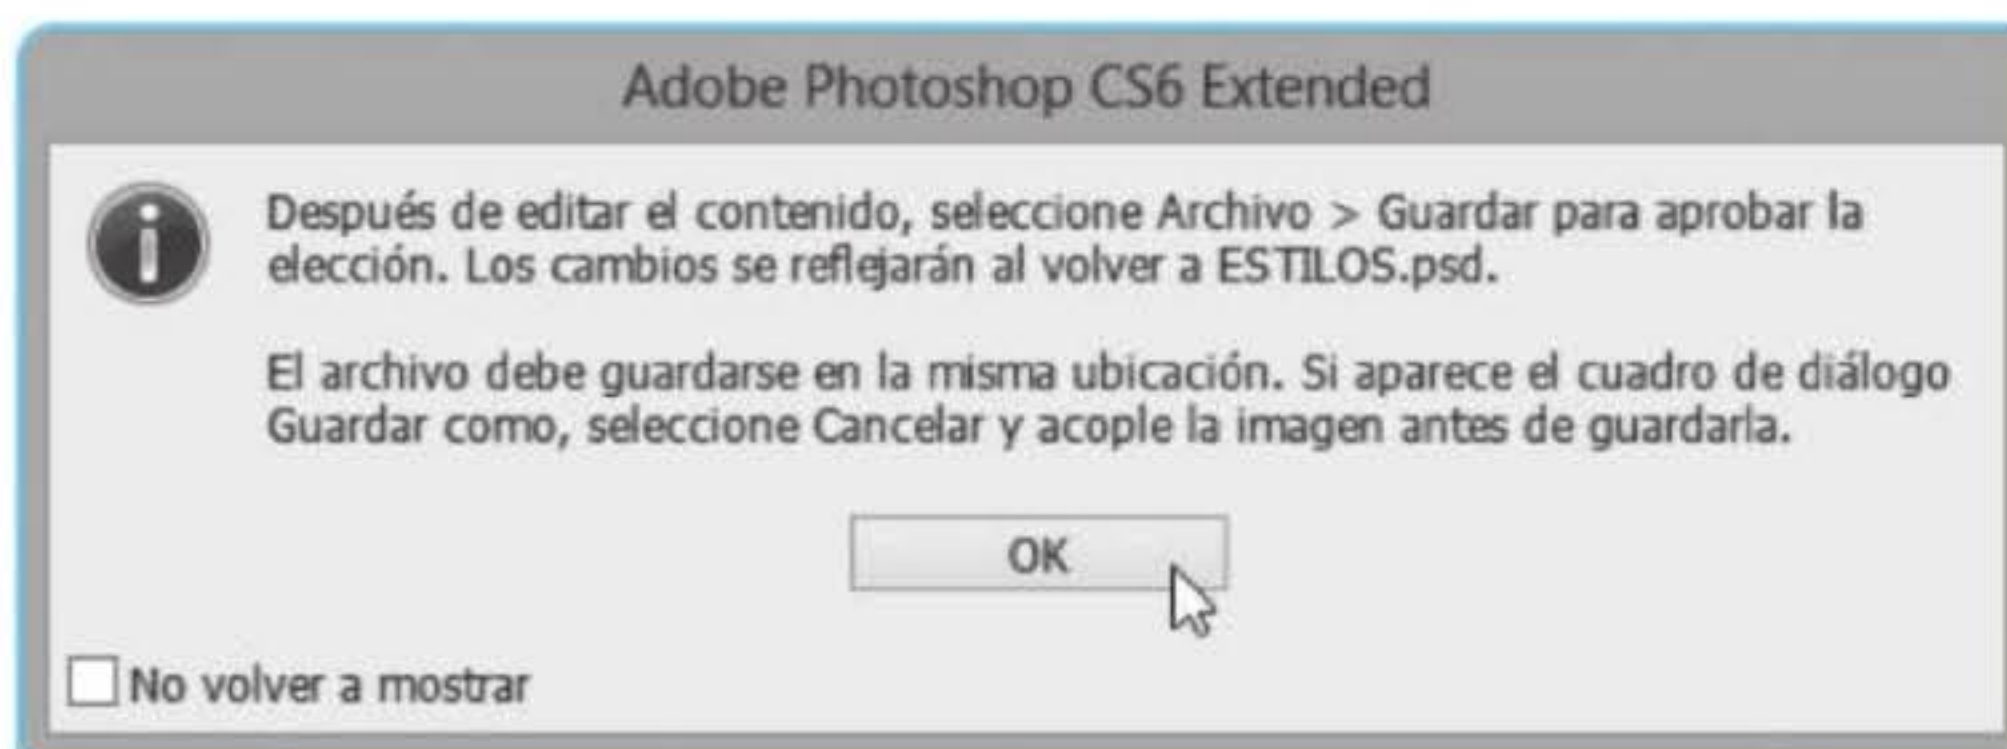 Adobe Photoshop CS6 Extended
Después de editar el contenido, seleccione Archivo > Guardar para aprobar la
elección. Los cambios se reflejarán al volver a ESTILOS.psd.
El archivo debe guardarse en la misma ubicación. Si aparece el cuadro de diálogo
Guardar como, seleccione Cancelar y acople la imagen antes de guardarla.
OK
No volver a mostrar